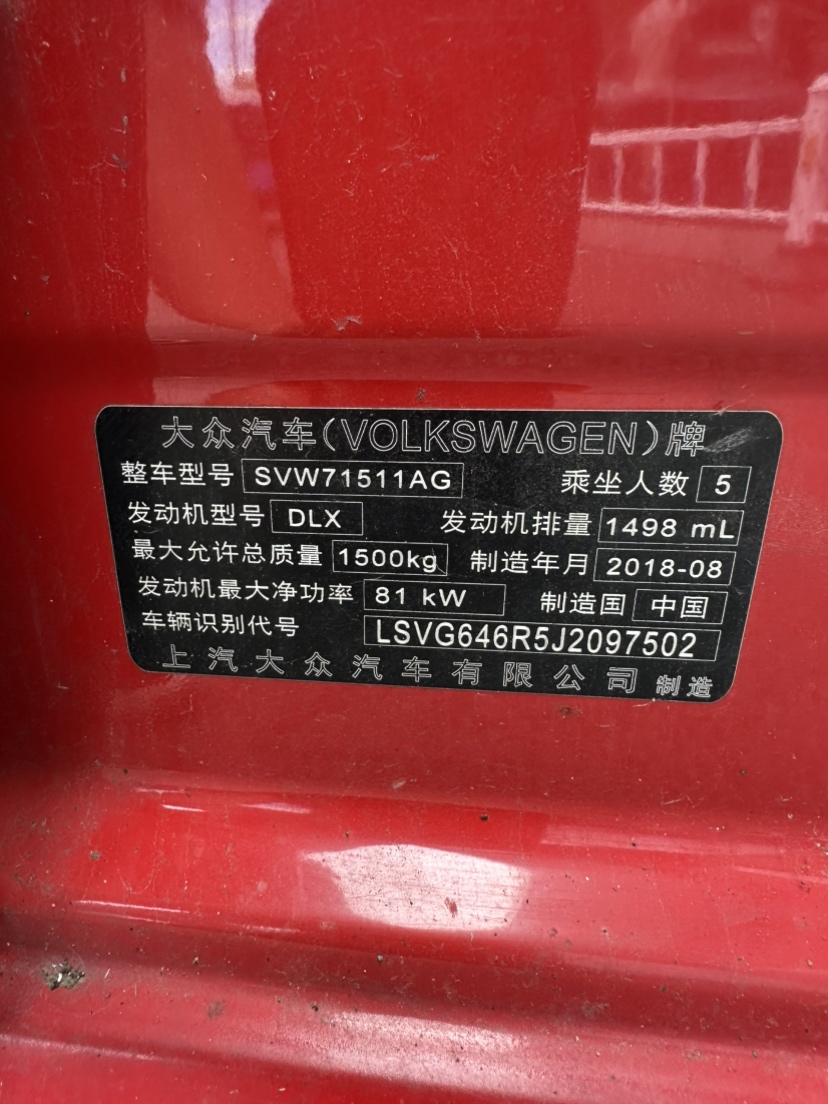 大众汽车(VOLKSWAGEN)牌
整车型号 SVW71511AG 乘坐人数 5
发动机型号 DLX 发动机排量 1498 mL
最大允许总质量 1500kg 制造年月 2018-08
发动机最大净功率 81 kW 制造国 中国
车辆识别代号 LSVG646R5J2097502
上汽大众汽车有限公司 制造